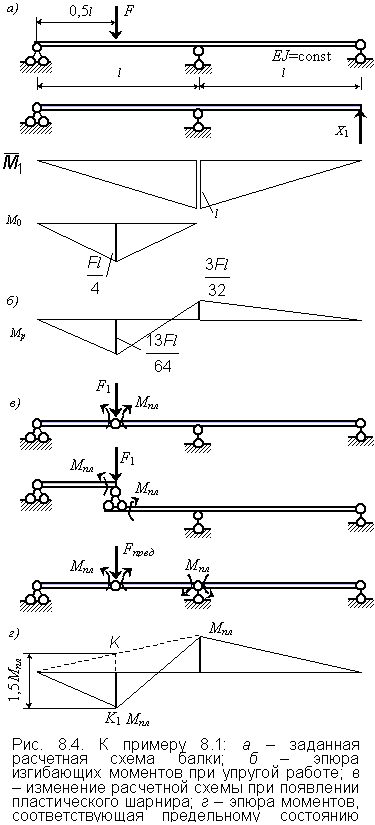 а)
0,5l
F
EJ=const
l
l
X₁
M̅₁
l
M₀
Fl
4
3Fl
32
б)
Mр
13Fl
64
в)
F₁
Mпл
F₁
Mпл
Mпл
Fпред
Mпл
Mпл
г)
Mпл
K
1,5Mпл
K₁ Mпл
Рис. 8.4. К примеру 8.1: а – заданная
расчетная схема балки; б – эпюра
изгибающих моментов при упругой работе; в
– изменение расчетной схемы при появлении
пластического шарнира; г – эпюра моментов,
соответствующая предельному состоянию